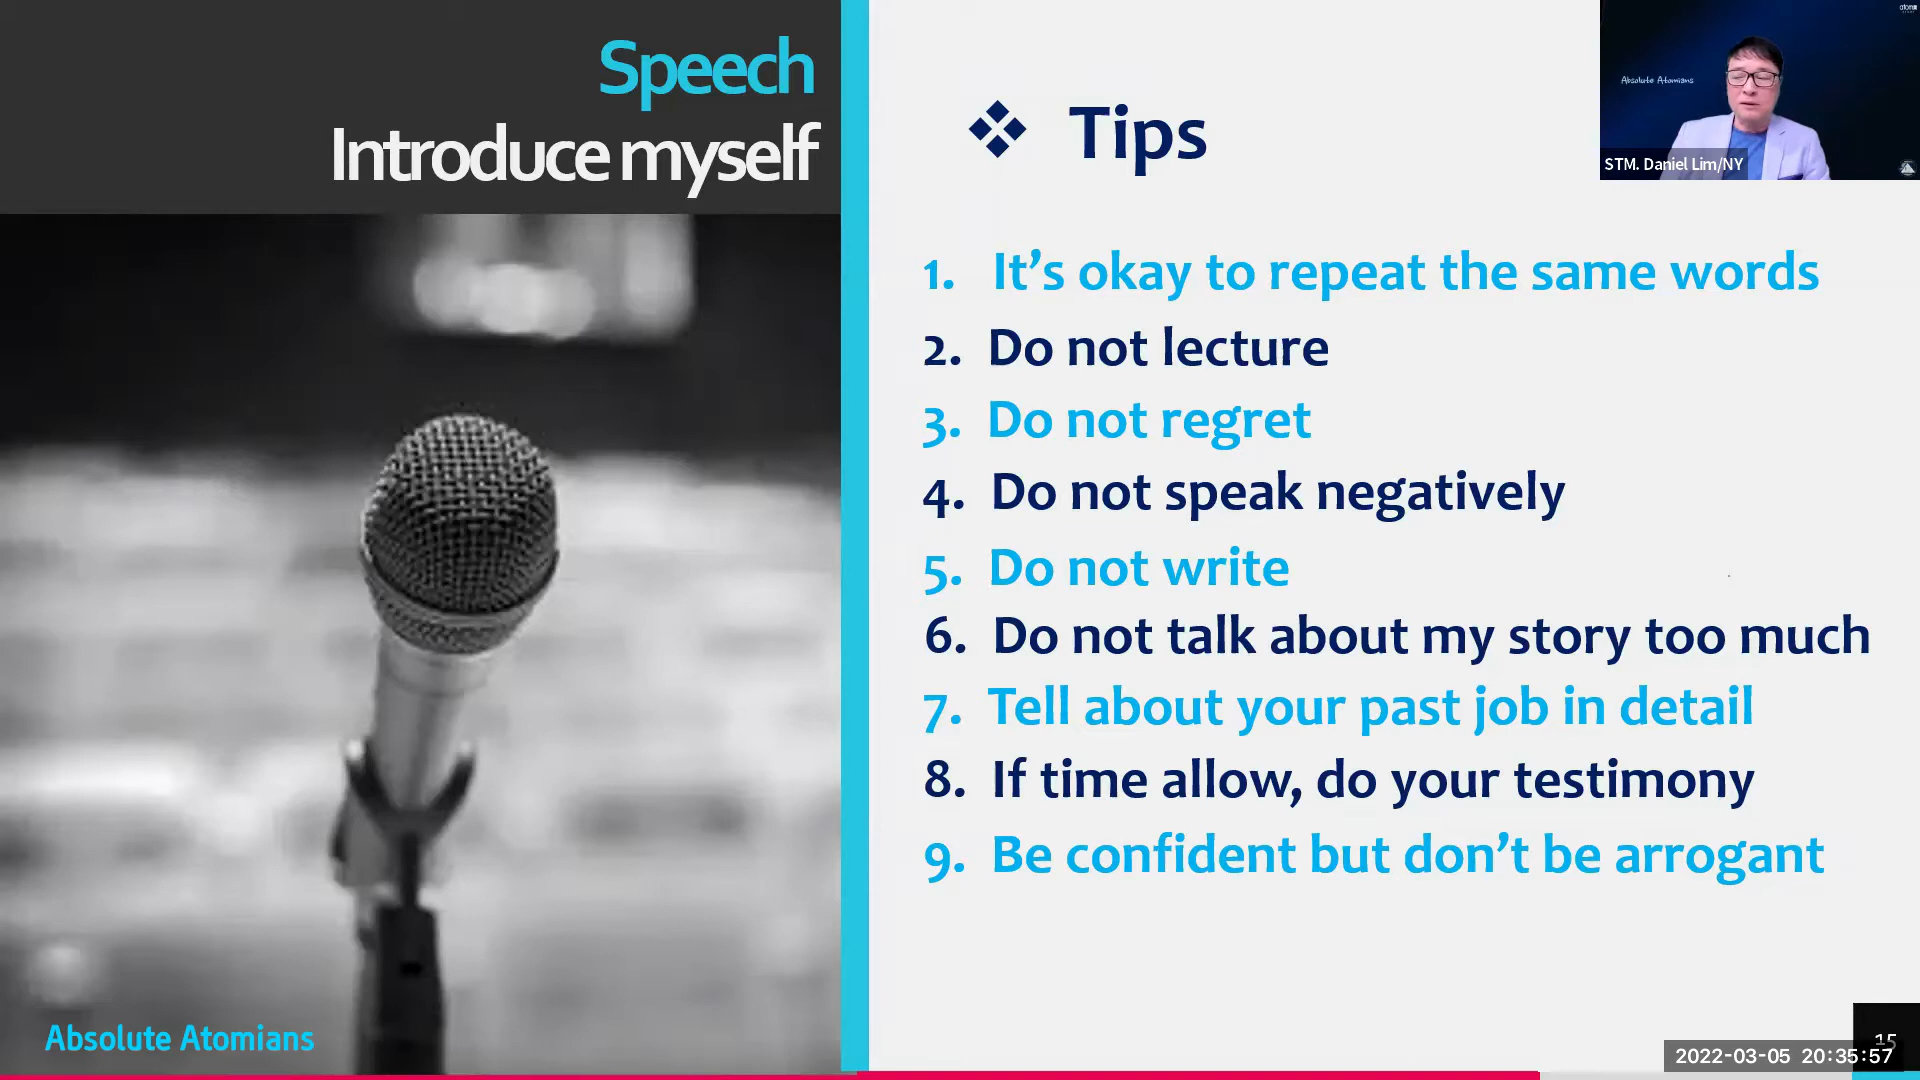 Speech
Introduce myself
Absolute Atomians
❖ Tips
1. It’s okay to repeat the same words
2. Do not lecture
3. Do not regret
4. Do not speak negatively
5. Do not write
6. Do not talk about my story too much
7. Tell about your past job in detail
8. If time allow, do your testimony
9. Be confident but don’t be arrogant
Absolute Atomians
STM. Daniel Lim/NY
15
2022-03-05 20:35:57